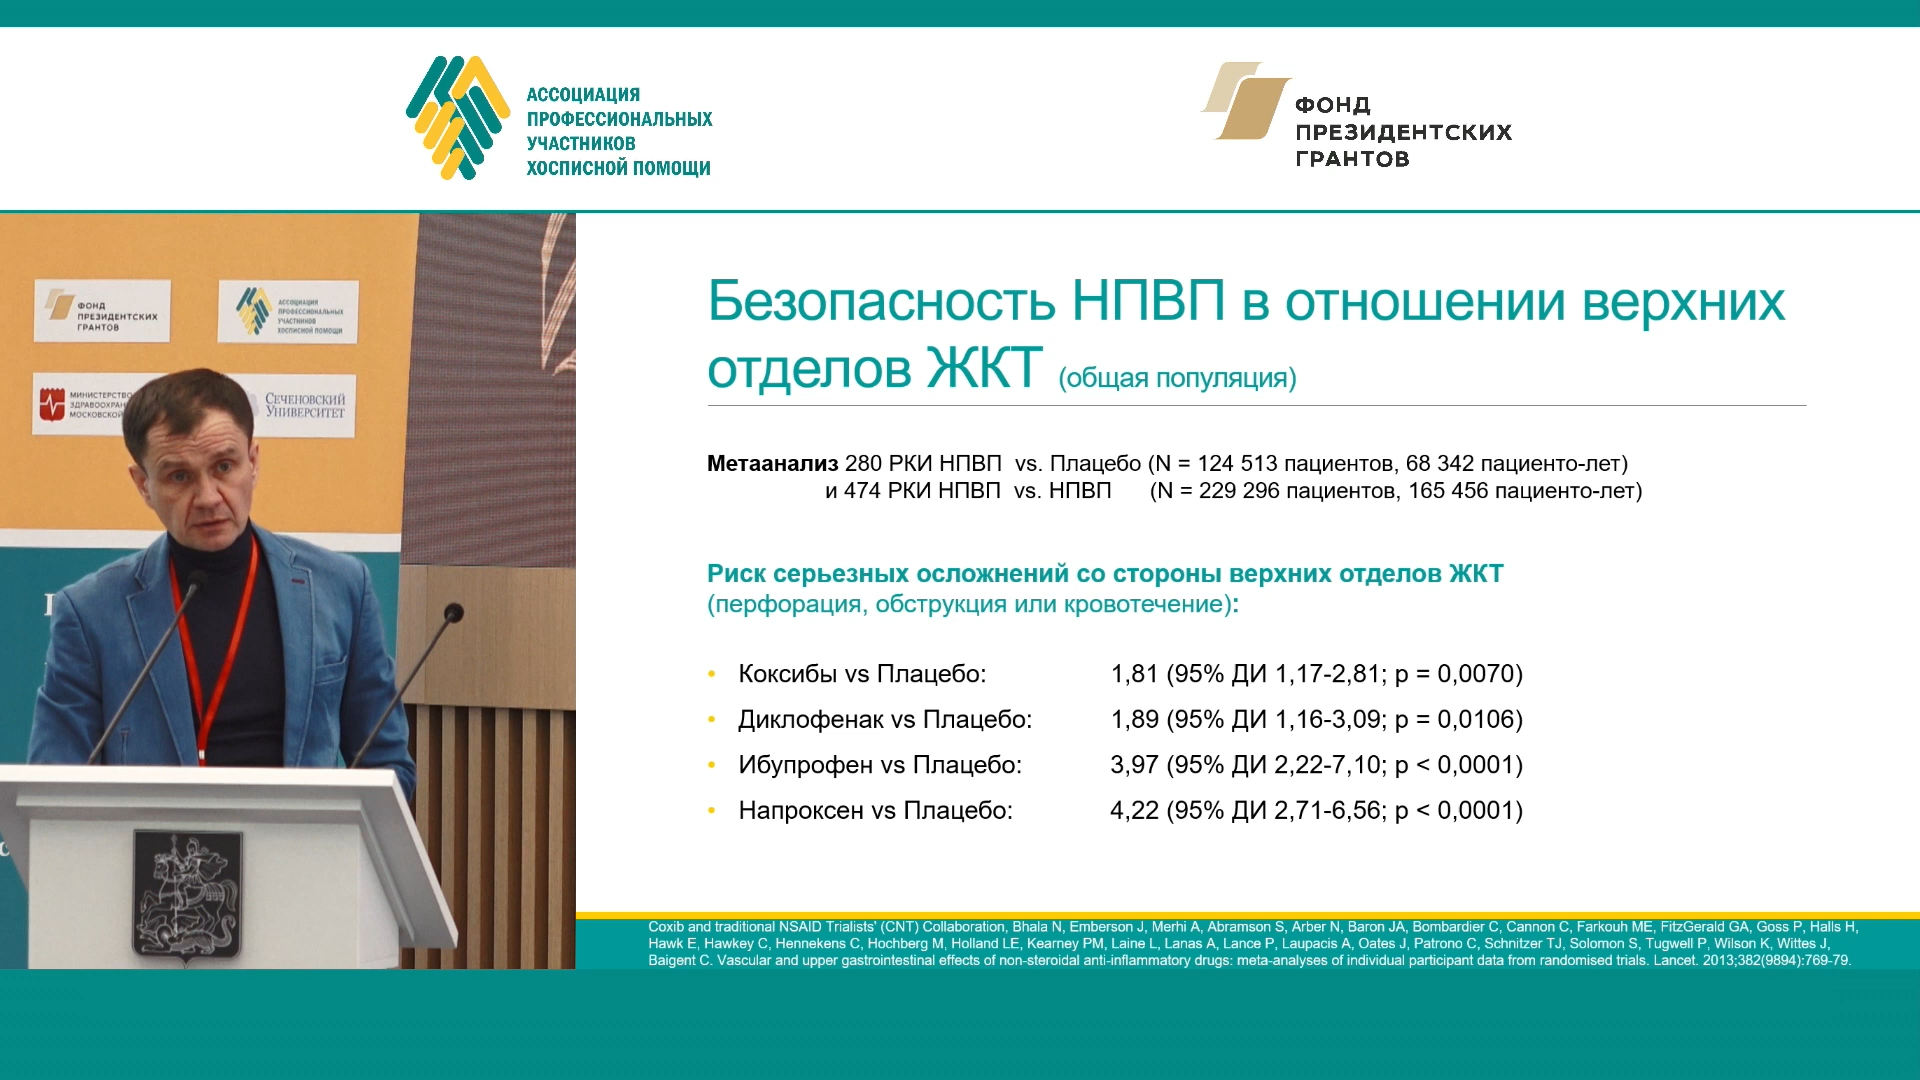 АССОЦИАЦИЯ
ПРОФЕССИОНАЛЬНЫХ
УЧАСТНИКОВ
ХОСПИСНОЙ ПОМОЩИ
ФОНД
ПРЕЗИДЕНТСКИХ
ГРАНТОВ
ФОНД
ПРЕЗИДЕНТСКИХ
ГРАНТОВ
АССОЦИАЦИЯ
ПРОФЕССИОНАЛЬНЫХ
УЧАСТНИКОВ
ХОСПИСНОЙ ПОМОЩИ
МИНИСТЕРСТВО
МОСКОВСКОЙ
СЕЧЕНОВСКИЙ
УНИВЕРСИТЕТ
Безопасность НПВП в отношении верхних
отделов ЖКТ (общая популяция)
Метаанализ 280 РКИ НПВП vs. Плацебо (N = 124 513 пациентов, 68 342 пациенто-лет)
и 474 РКИ НПВП vs. НПВП (N = 229 296 пациентов, 165 456 пациенто-лет)
Риск серьезных осложнений со стороны верхних отделов ЖКТ
(перфорация, обструкция или кровотечение):
• Коксибы vs Плацебо: 1,81 (95% ДИ 1,17-2,81; p = 0,0070)
• Диклофенак vs Плацебо: 1,89 (95% ДИ 1,16-3,09; p = 0,0106)
• Ибупрофен vs Плацебо: 3,97 (95% ДИ 2,22-7,10; p < 0,0001)
• Напроксен vs Плацебо: 4,22 (95% ДИ 2,71-6,56; p < 0,0001)
Coxib and traditional NSAID Trialists' (CNT) Collaboration, Bhala N, Emberson J, Merhi A, Abramson S, Arber N, Baron JA, Bombardier C, Cannon C, Farkouh ME, FitzGerald GA, Goss P, Halls H,
Hawk E, Hawkey C, Hennekens C, Hochberg M, Holland LE, Kearney PM, Laine L, Lanas A, Lance P, Laupacis A, Oates J, Patrono C, Schnitzer TJ, Solomon S, Tugwell P, Wilson K, Wittes J,
Baigent C. Vascular and upper gastrointestinal effects of non-steroidal anti-inflammatory drugs: meta-analyses of individual participant data from randomised trials. Lancet. 2013;382(9894):769-79.